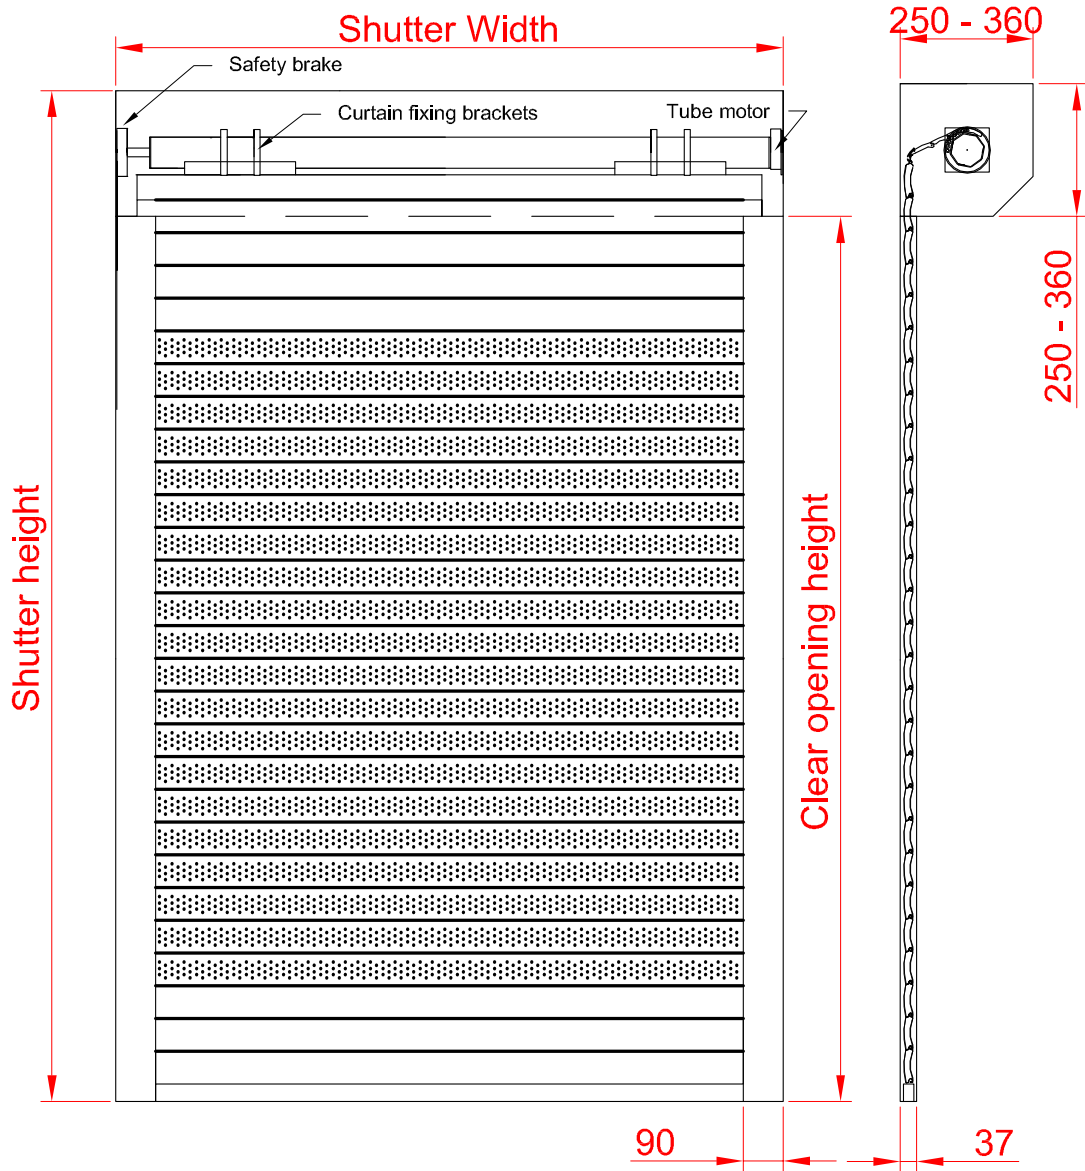 Shutter Width
250 - 360
Safety brake
Curtain fixing brackets
Tube motor
250 - 360
Shutter height
Clear opening height
90
37